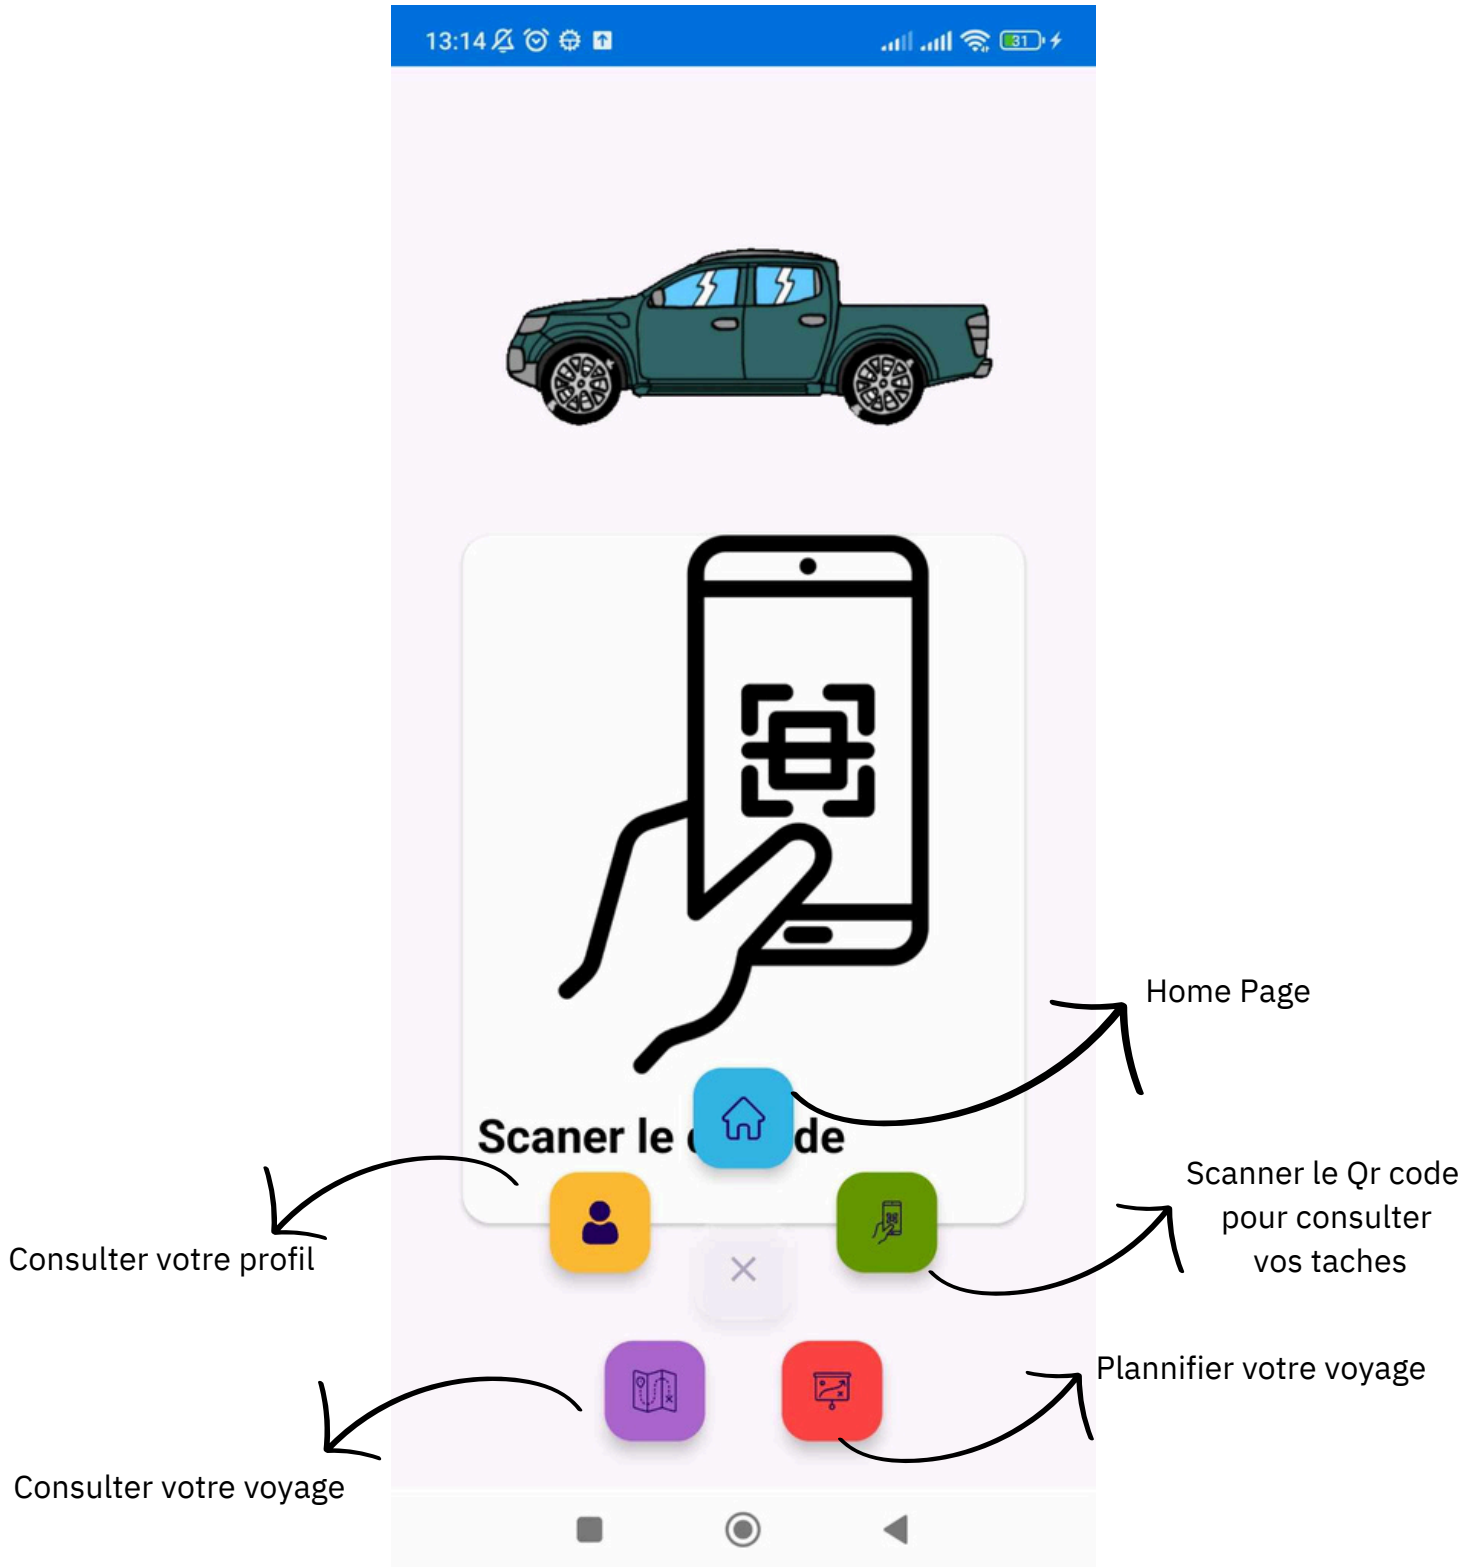 13:14
31
Home Page
Scaner le de
Scanner le Qr code
pour consulter
vos taches
Consulter votre profil
Plannifier votre voyage
Consulter votre voyage